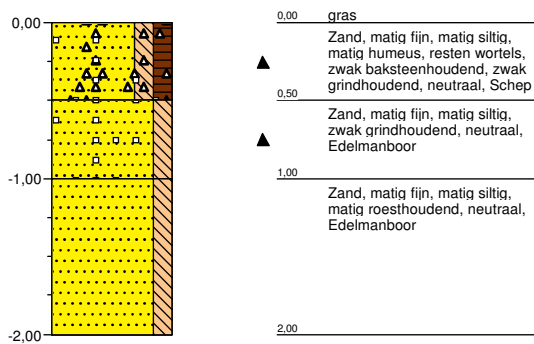 0,00
-1,00
-2,00
0,00
gras
Zand, matig fijn, matig siltig,
matig humeus, resten wortels,
zwak baksteenhoudend, zwak
grindhoudend, neutraal, Schep
0,50
Zand, matig fijn, matig siltig,
zwak grindhoudend, neutraal,
Edelmanboor
1,00
Zand, matig fijn, matig siltig,
matig roesthoudend, neutraal,
Edelmanboor
2,00